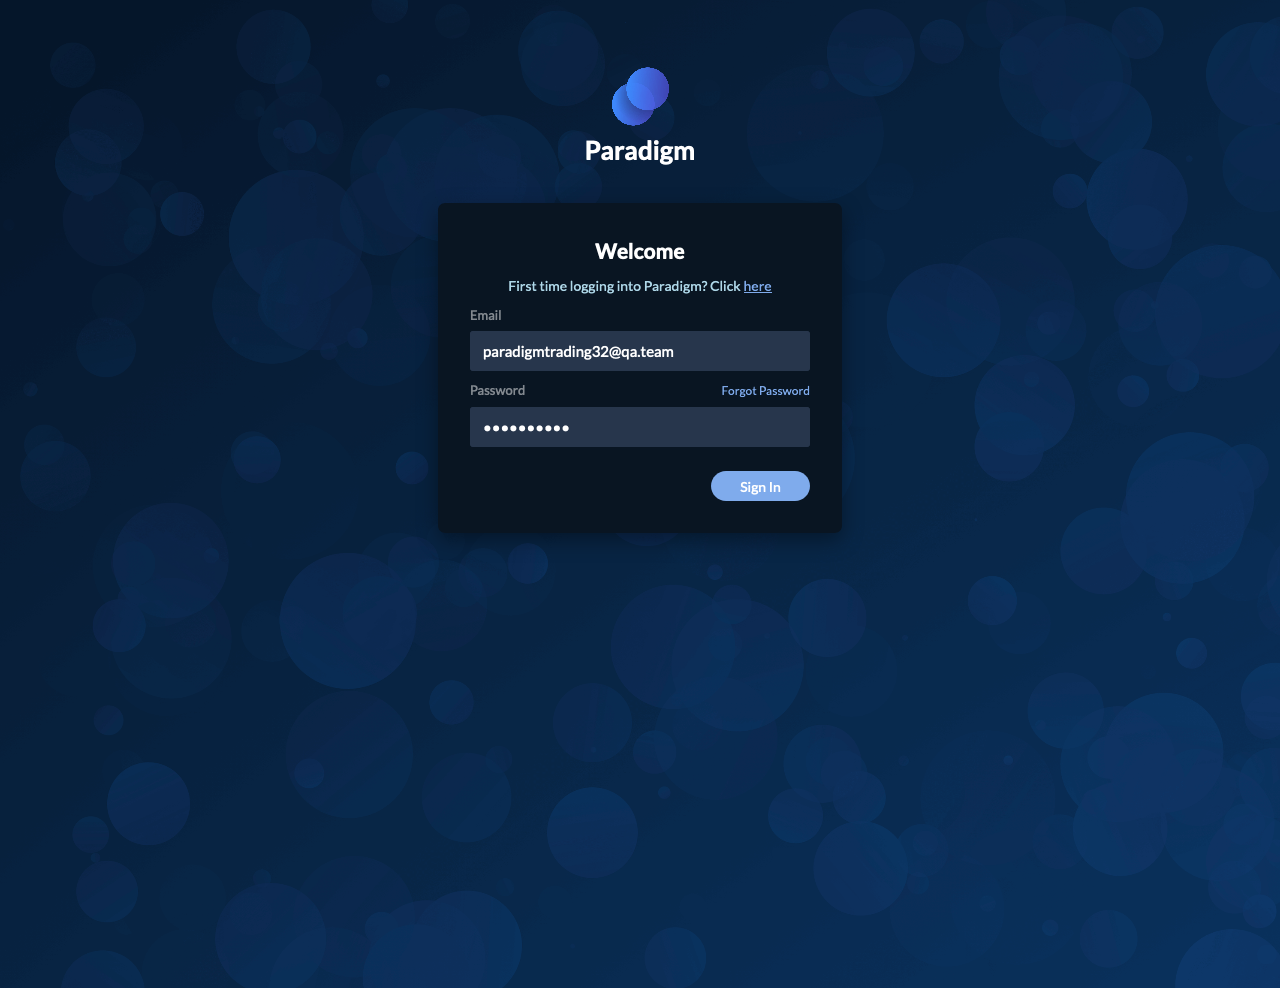 Paradigm
Welcome
First time logging into Paradigm? Click here
Email
paradigmtrading32@qa.team
Password
Forgot Password
••••••••••
Sign In